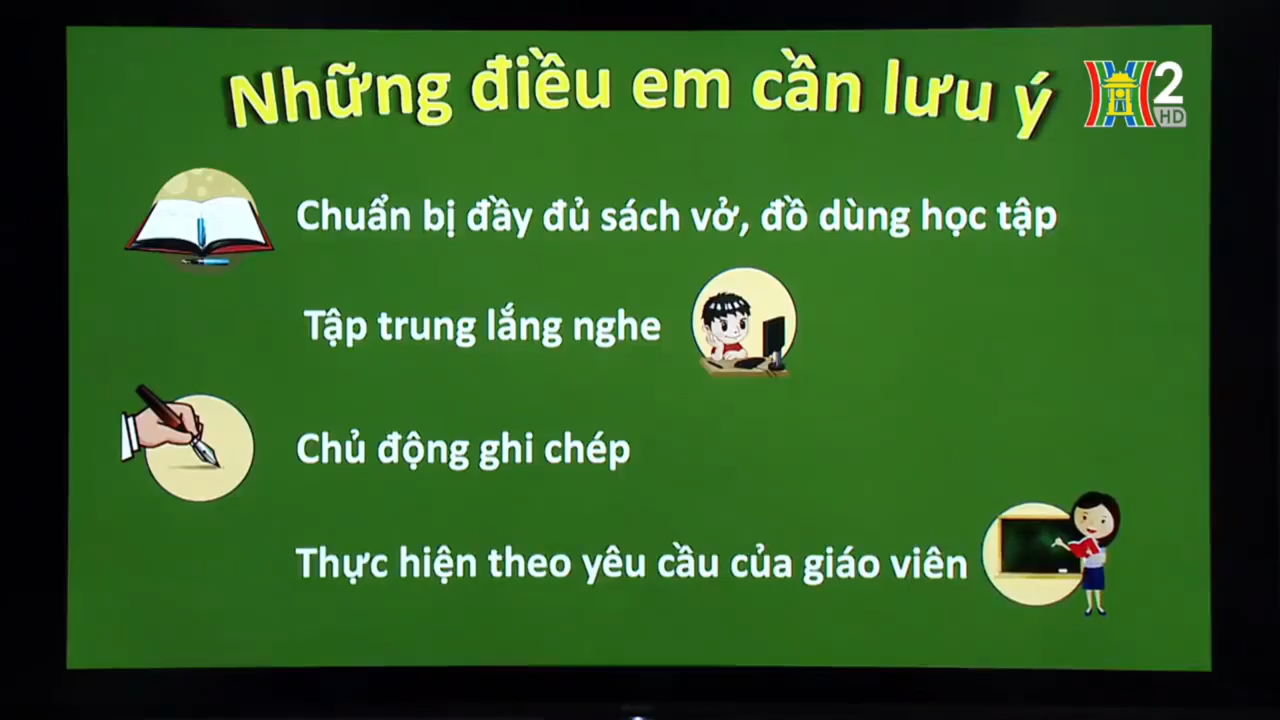 Những điều em cần lưu ý
2
HD
Chuẩn bị đầy đủ sách vở, đồ dùng học tập
Tập trung lắng nghe
Chủ động ghi chép
Thực hiện theo yêu cầu của giáo viên